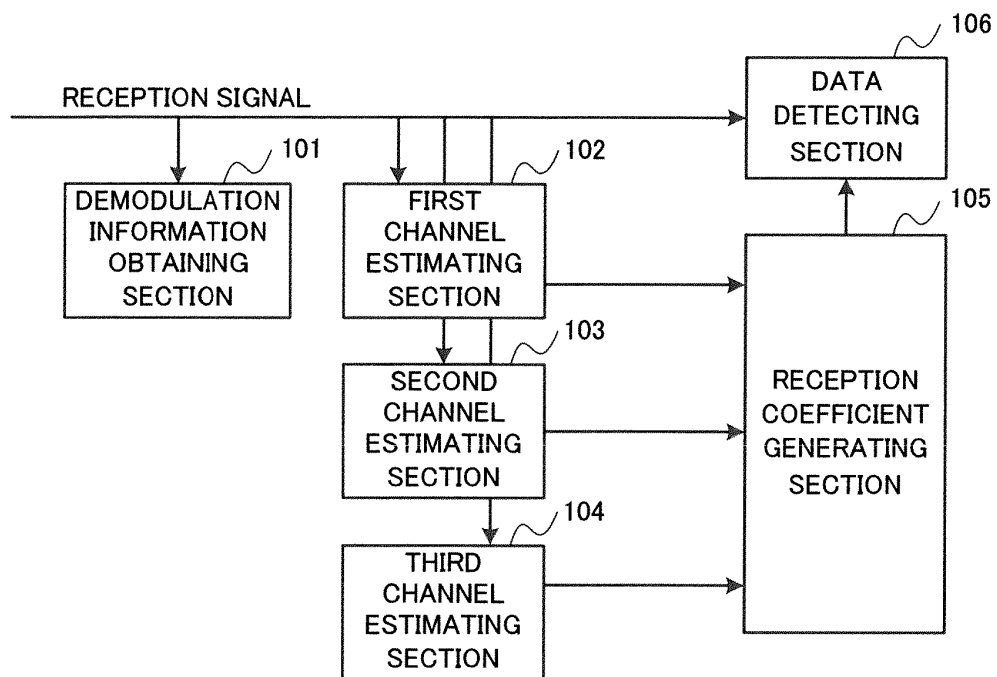 106
DATA
DETECTING
SECTION
RECEPTION SIGNAL
101
DEMODULATION
INFORMATION
OBTAINING
SECTION
102
FIRST
CHANNEL
ESTIMATING
SECTION
105
RECEPTION
COEFFICIENT
GENERATING
SECTION
103
SECOND
CHANNEL
ESTIMATING
SECTION
104
THIRD
CHANNEL
ESTIMATING
SECTION